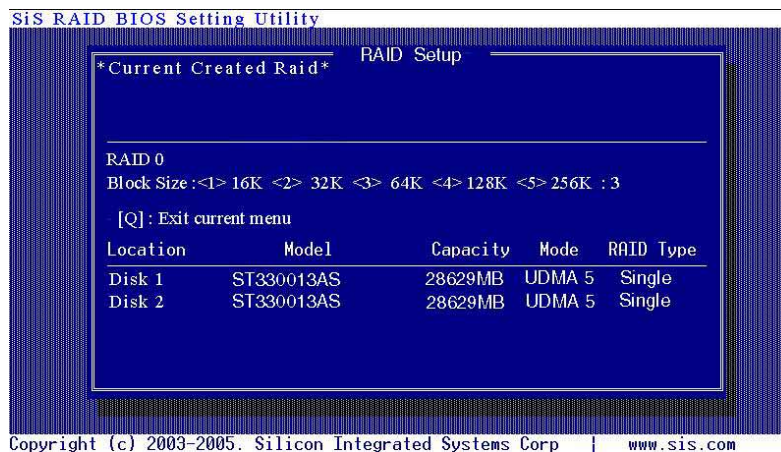 SiS RAID BIOS Setting Utility
RAID Setup
*Current Created Raid*
RAID 0
Block Size :<1> 16K <2> 32K <3> 64K <4> 128K <5> 256K : 3
[Q] : Exit current menu
Location Model Capacity Mode RAID Type
Disk 1 ST330013AS 28629MB UDMA 5 Single
Disk 2 ST330013AS 28629MB UDMA 5 Single
Copyright (c) 2003-2005. Silicon Integrated Systems Corp | www.sis.com